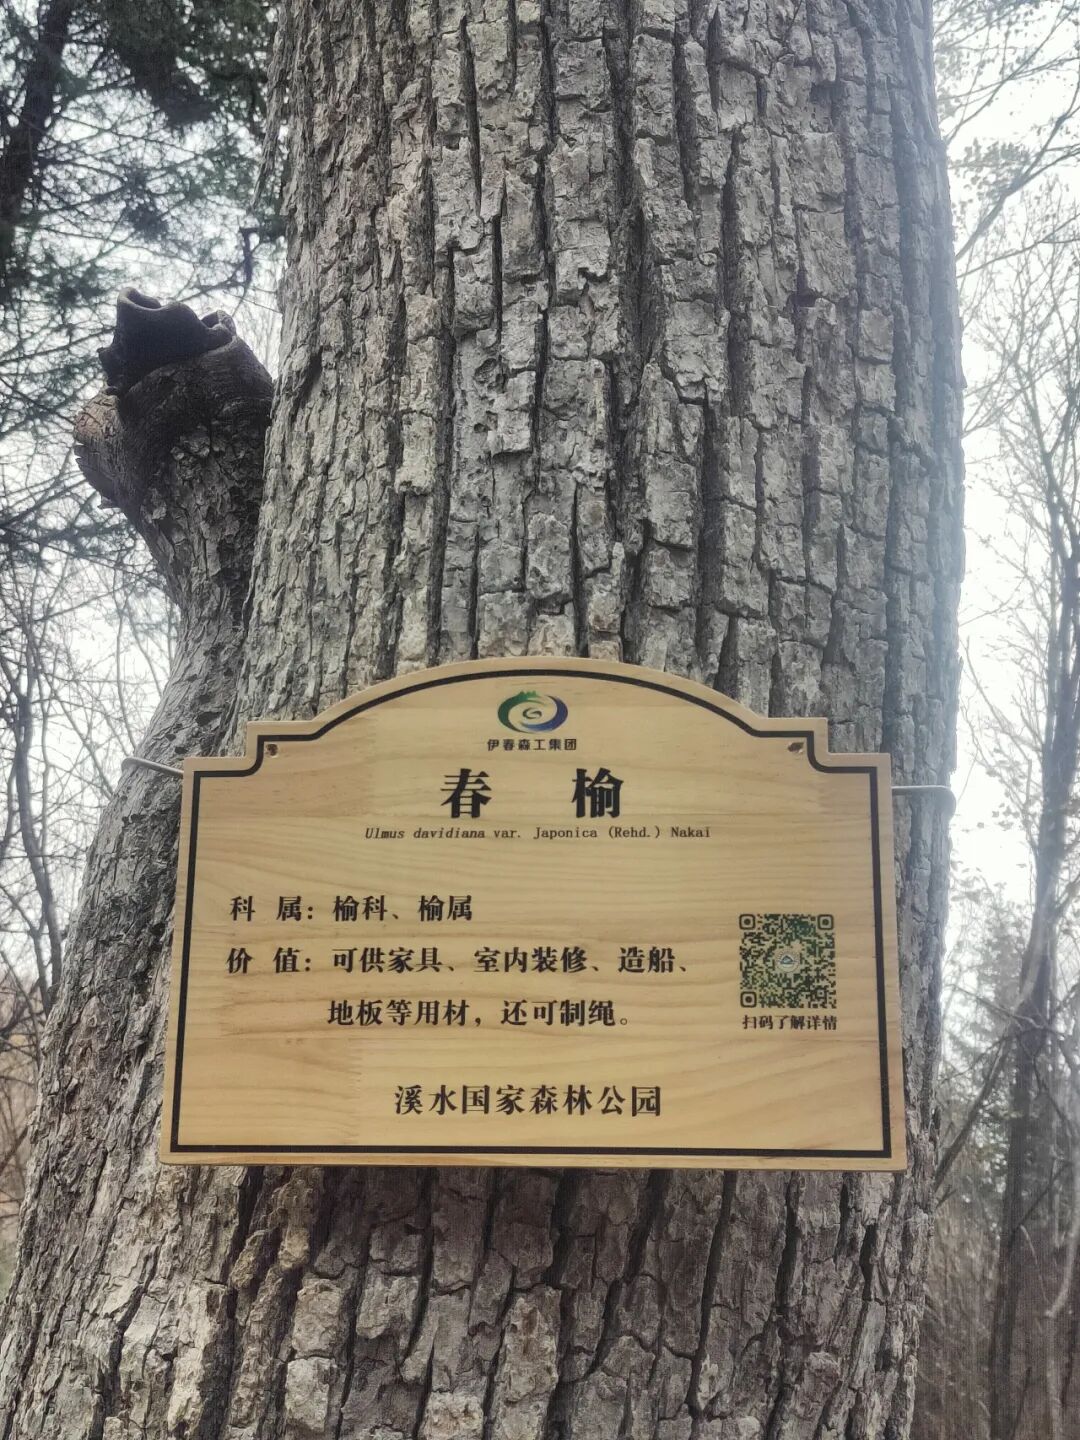 伊春森工集团
春 榆
Ulmus davidiana var. Japonica (Rehd.) Nakai
科 属：榆科、榆属
价 值：可供家具、室内装修、造船、
地板等用材，还可制绳。
扫码了解详情
溪水国家森林公园